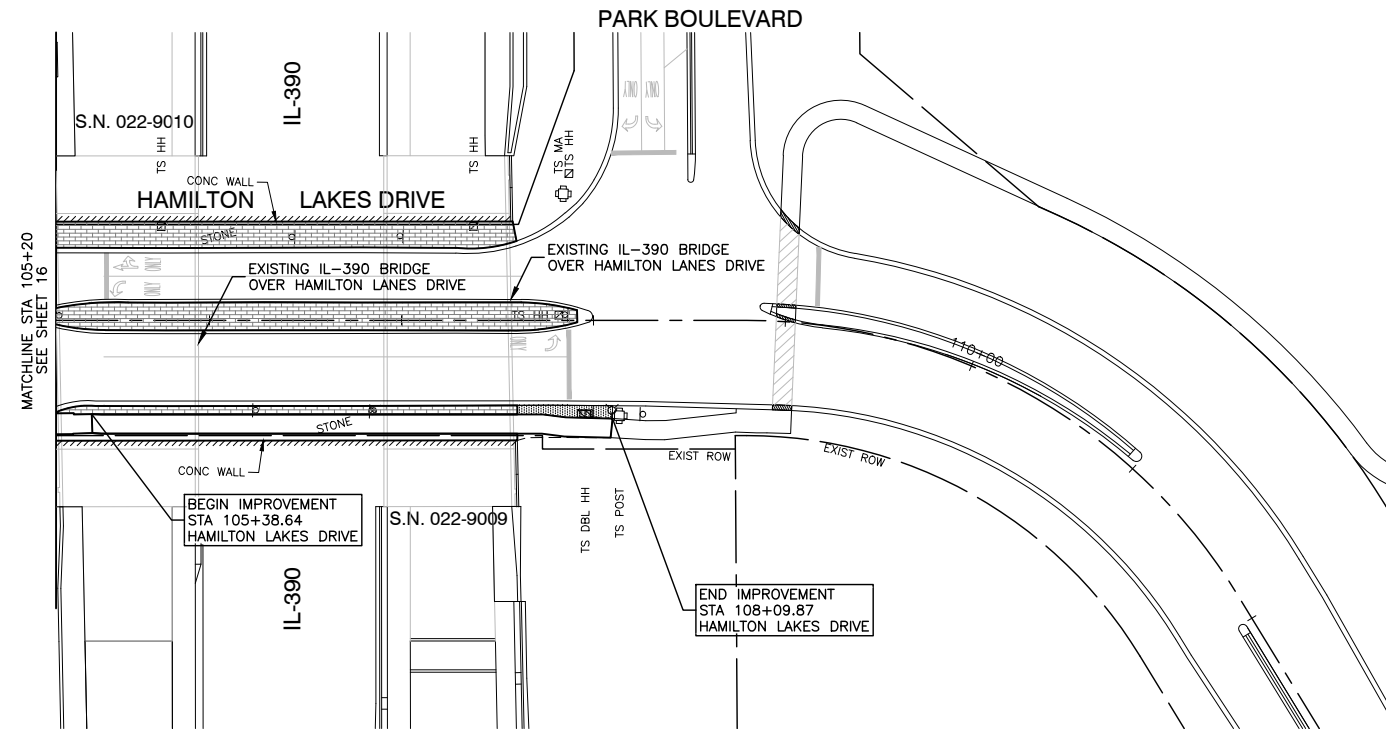 PARK BOULEVARD
IL-390
S.N. 022-9010
TS HH
TS HH
TS MA
TS HH
ONLY
ONLY
CONC WALL
HAMILTON LAKES DRIVE
STONE
EXISTING IL-390 BRIDGE
OVER HAMILTON LANES DRIVE
EXISTING IL-390 BRIDGE
OVER HAMILTON LANES DRIVE
ONLY
ONLY
MATCHLINE STA 105+20
SEE SHEET 16
TS HH
ONLY
110+00
STONE
CONC WALL
EXIST ROW
EXIST ROW
BEGIN IMPROVEMENT
STA 105+38.64
HAMILTON LAKES DRIVE
S.N. 022-9009
TS DBL HH
TS POST
IL-390
END IMPROVEMENT
STA 108+09.87
HAMILTON LAKES DRIVE